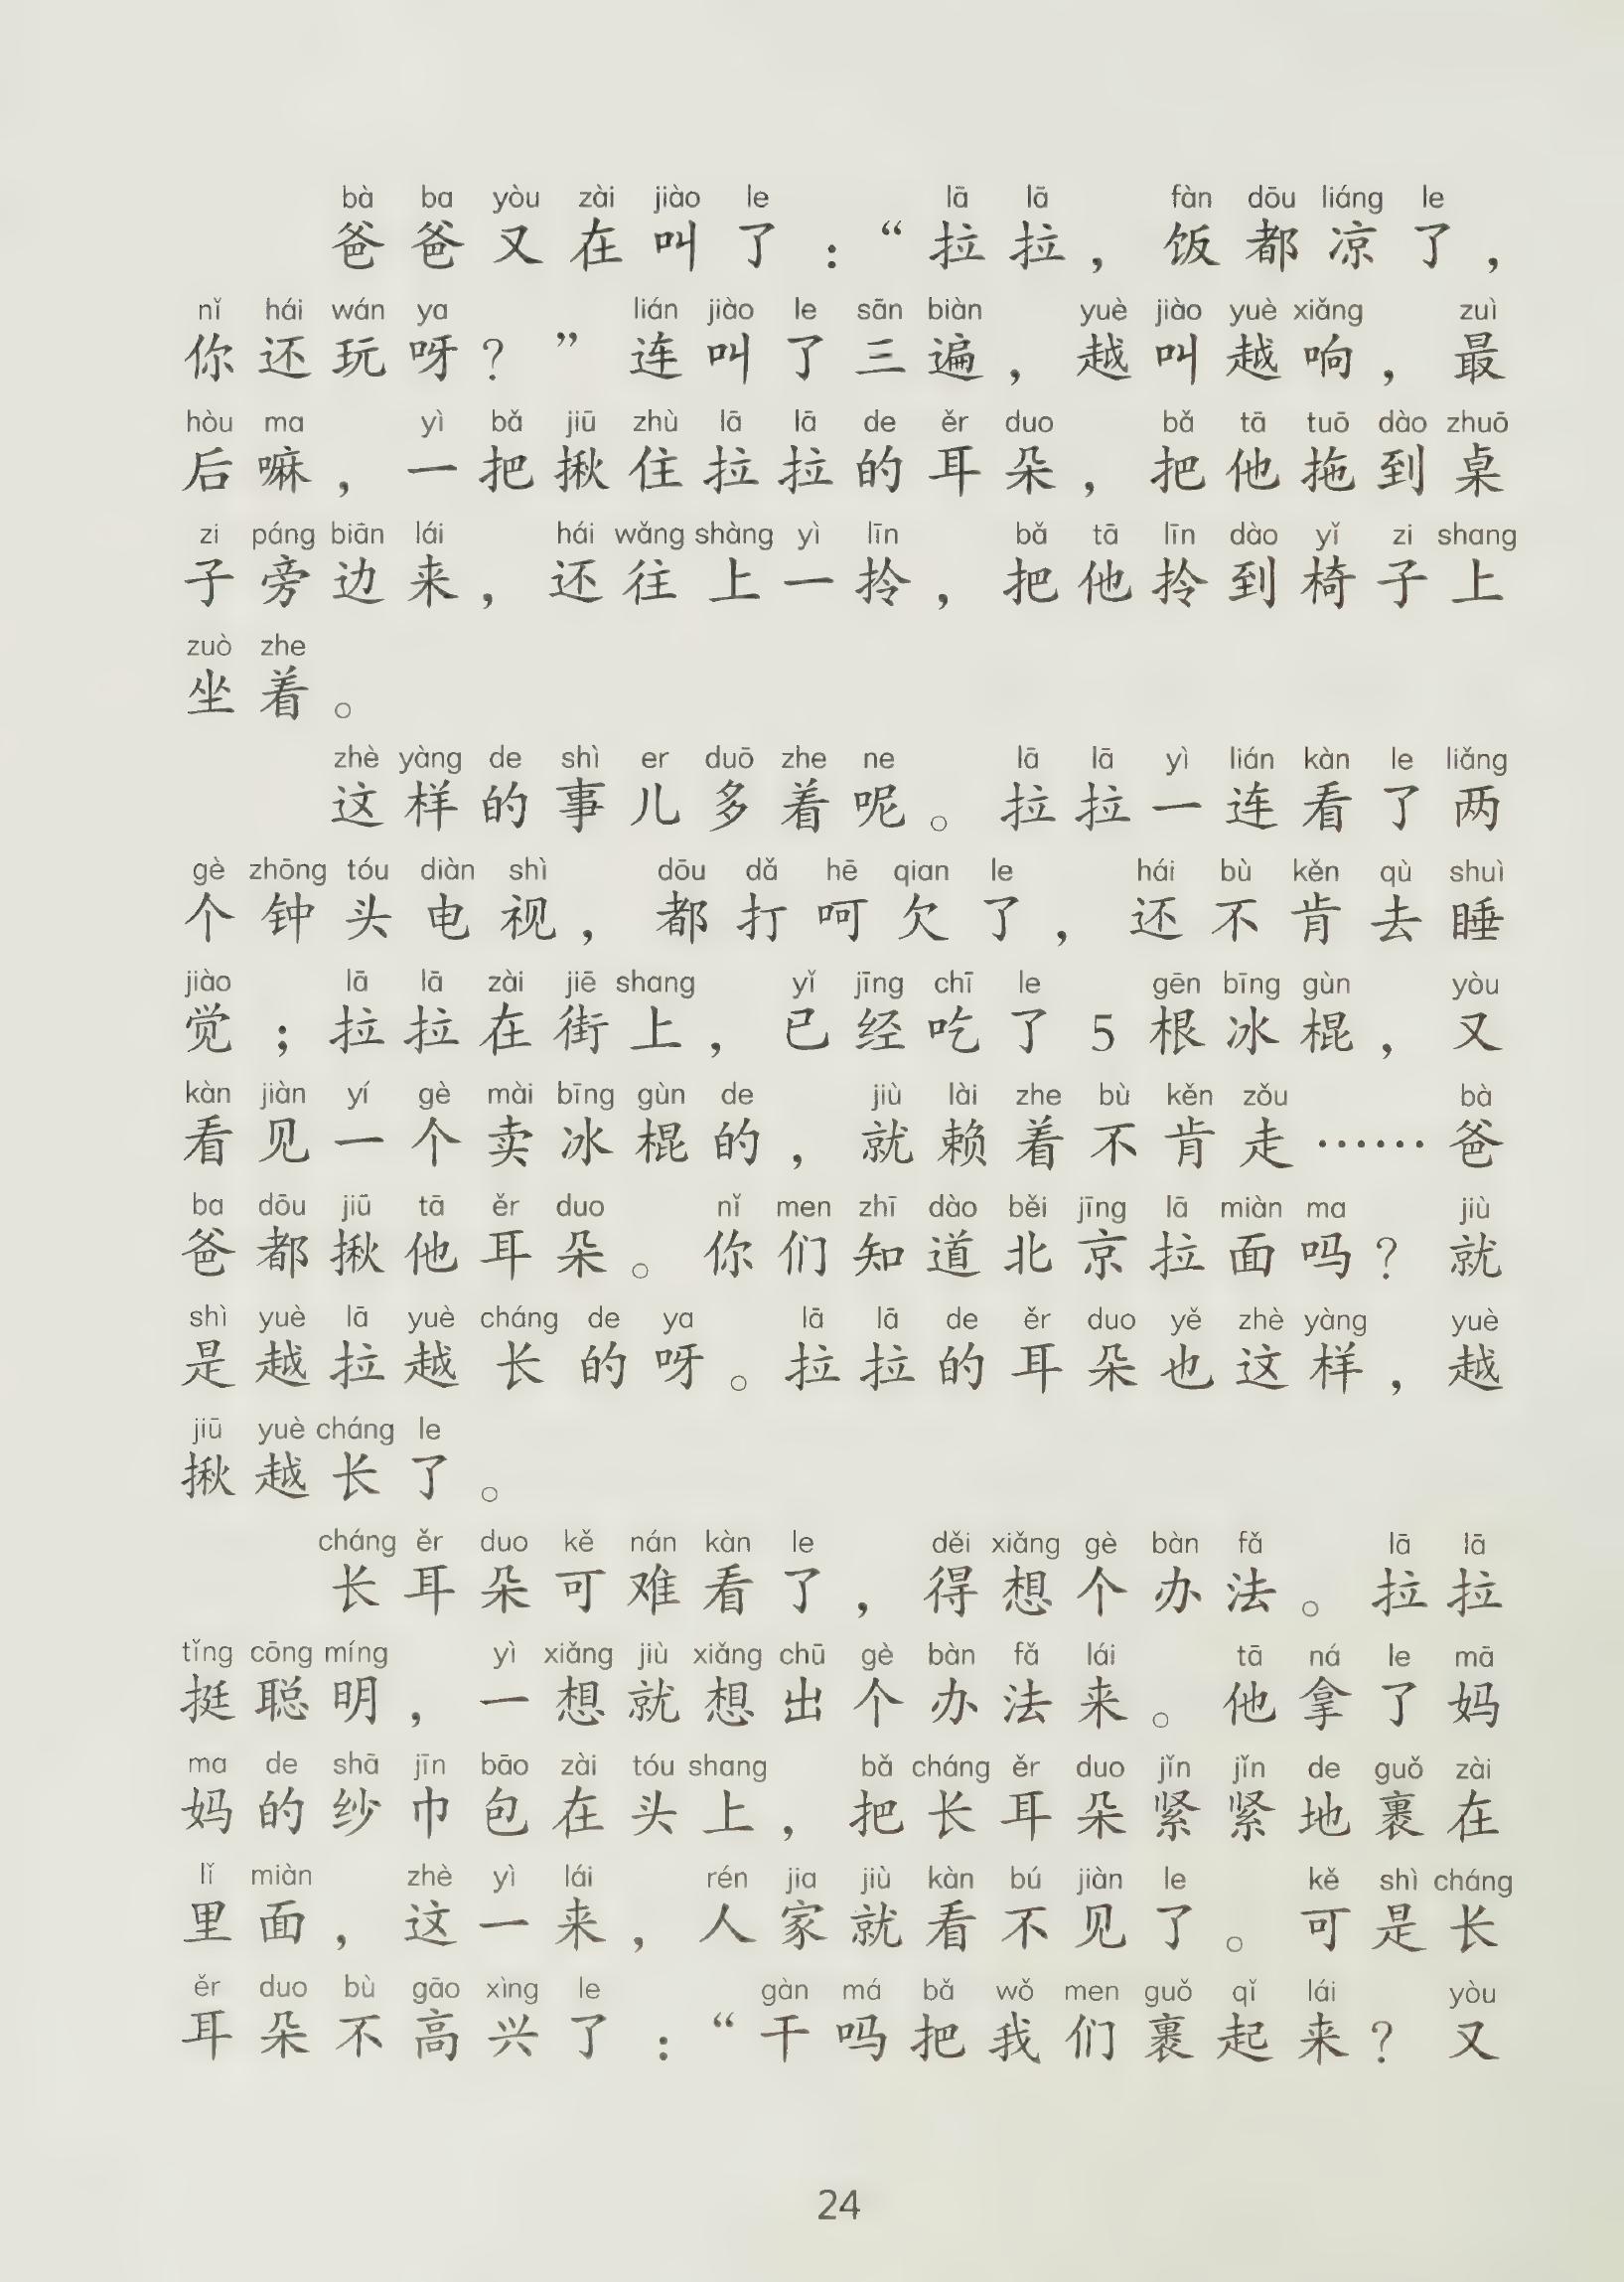 bà ba yòu zài jiào le lā lā fàn dōu liáng le
爸爸又在叫了：“拉拉，饭都凉了，
nǐ hái wán ya lián jiào le sān biàn yuè jiào yuè xiǎng zuì
你还玩呀？”连叫了三遍，越叫越响，最
hòu ma yì bǎ jiū zhù lā lā de ěr duo bǎ tā tuō dào zhuō
后嘛，一把揪住拉拉的耳朵，把他拖到桌
zi páng biān lái hái wǎng shàng yì līn bǎ tā līn dào yǐ zi shang
子旁边来，还往上一拎，把他拎到椅子上
zuò zhe
坐着。
zhè yàng de shì er duō zhe ne lā lā yì lián kàn le liǎng
这样的事儿多着呢。拉拉一连看了两
gè zhōng tóu diàn shì dōu dǎ hē qian le hái bù kěn qù shuì
个钟头电视，都打呵欠了，还不肯去睡
jiào lā lā zài jiē shang yǐ jīng chī le gēn bīng gùn yòu
觉；拉拉在街上，已经吃了5根冰棍，又
kàn jiàn yí gè mài bīng gùn de jiù lài zhe bù kěn zǒu bà
看见一个卖冰棍的，就赖着不肯走……爸
ba dōu jiū tā ěr duo nǐ men zhī dào běi jīng lā miàn ma jiù
爸都揪他耳朵。你们知道北京拉面吗？就
shì yuè lā yuè cháng de ya lā lā de ěr duo yě zhè yàng yuè
是越拉越长的呀。拉拉的耳朵也这样，越
jiū yuè cháng le
揪越长了。
cháng ěr duo kě nán kàn le děi xiǎng gè bàn fǎ lā lā
长耳朵可难看了，得想个办法。拉拉
tǐng cōng míng yì xiǎng jiù xiǎng chū gè bàn fǎ lái tā ná le mā
挺聪明，一想就想出个办法来。他拿了妈
ma de shā jīn bāo zài tóu shang bǎ cháng ěr duo jǐn jǐn de guǒ zài
妈的纱巾包在头上，把长耳朵紧紧地裹在
lǐ miàn zhè yì lái rén jia jiù kàn bú jiàn le kě shì cháng
里面，这一来，人家就看不见了。可是长
ěr duo bù gāo xìng le gàn má bǎ wǒ men guǒ qǐ lái yòu
耳朵不高兴了：“干吗把我们裹起来？又
24